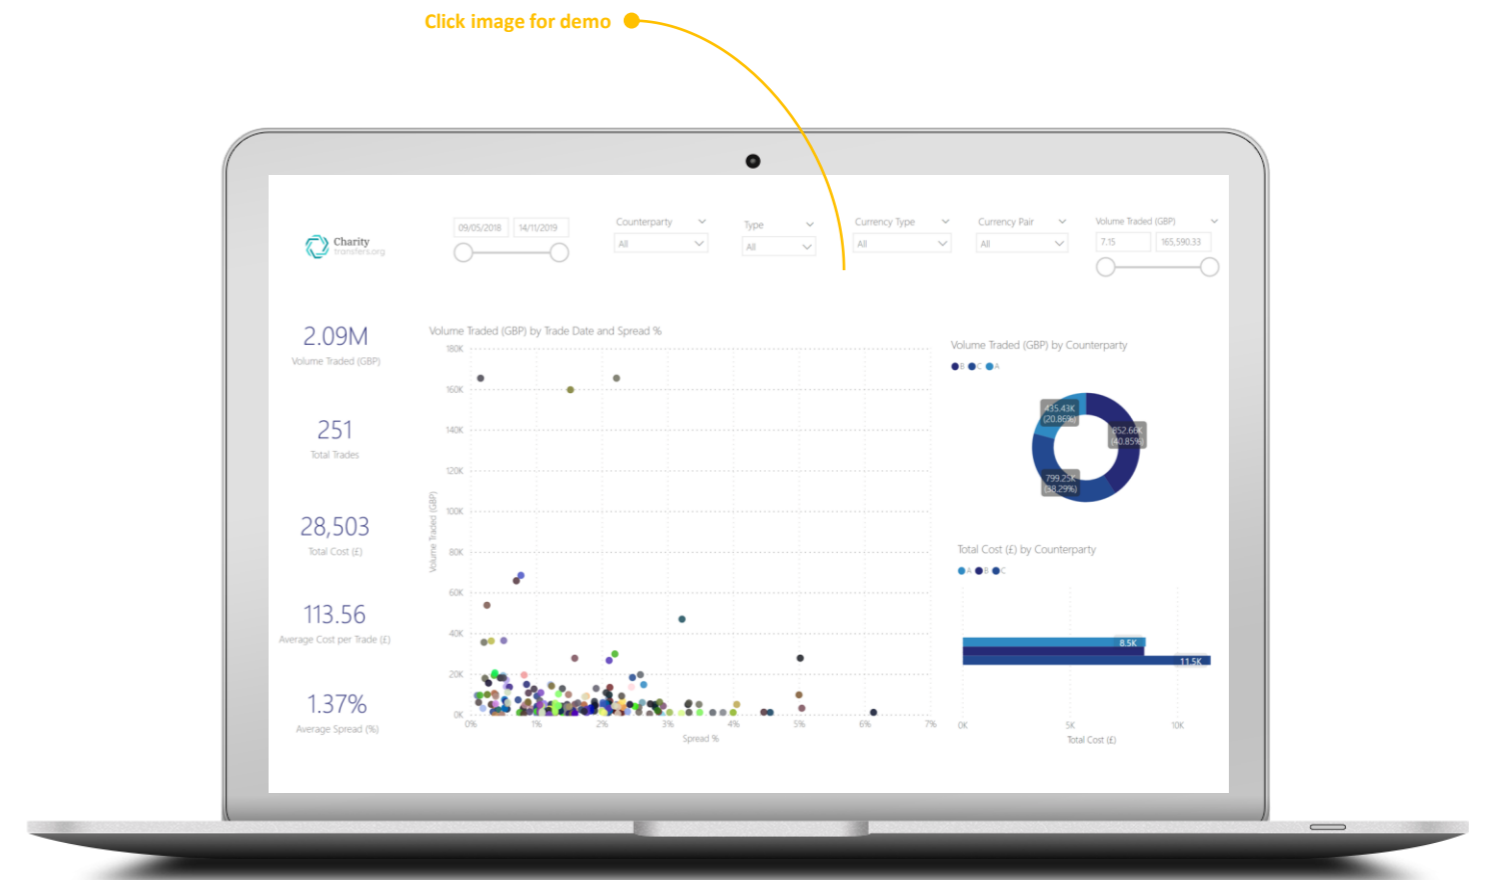 Click image for demo
Charity
transfers.org
09/05/2018
14/11/2019
Counterparty
All
Type
All
Currency Type
All
Currency Pair
All
Volume Traded (GBP)
7.15
165,590.33
2.09M
Volume Traded (GBP)
251
Total Trades
28,503
Total Cost (£)
113.56
Average Cost per Trade (£)
1.37%
Average Spread (%)
Volume Traded (GBP) by Trade Date and Spread %
Volume Traded (GBP)
180K
160K
140K
120K
100K
80K
60K
40K
20K
0K
0%
1%
2%
3%
4%
5%
6%
7%
Spread %
Volume Traded (GBP) by Counterparty
B C A
435.43K
(20.86%)
852.66K
(40.85%)
799.25K
(38.29%)
Total Cost (£) by Counterparty
A B C
8.5K
11.5K
0K
5K
10K
Total Cost (£)